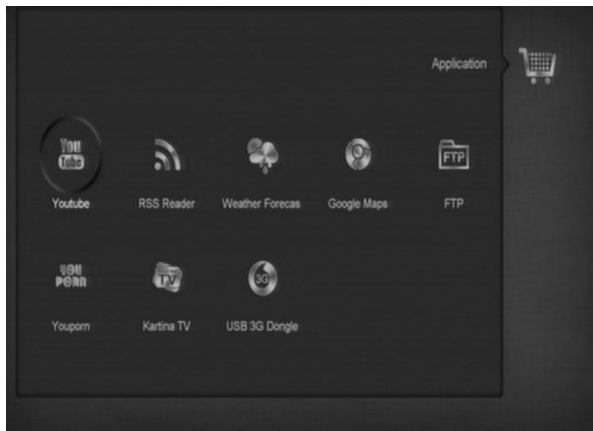 Application
You
Tube
FTP
Youtube
RSS Reader
Weather Forecas
Google Maps
FTP
YOU
PORN
TV
3G
Youporn
Kartina TV
USB 3G Dongle